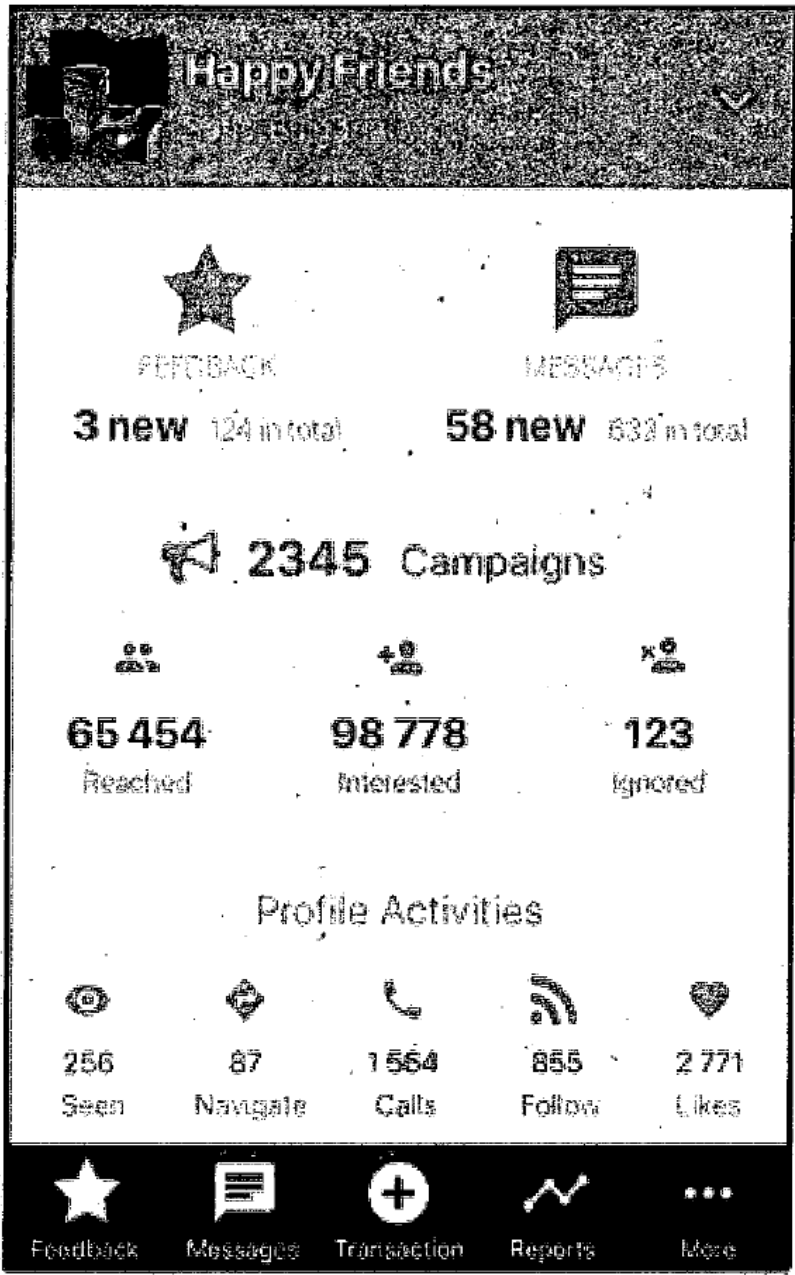 Happy Friends
FEEDBACK MESSAGES
3 new 124 in total 58 new 632 in total
2345 Campaigns
65 454 98 778 123
Reached Interested Ignored
Profile Activities
256 87 1 564 855 2 771
Seen Navigate Calls Follow Likes
Feedback Messages Transaction Reports More